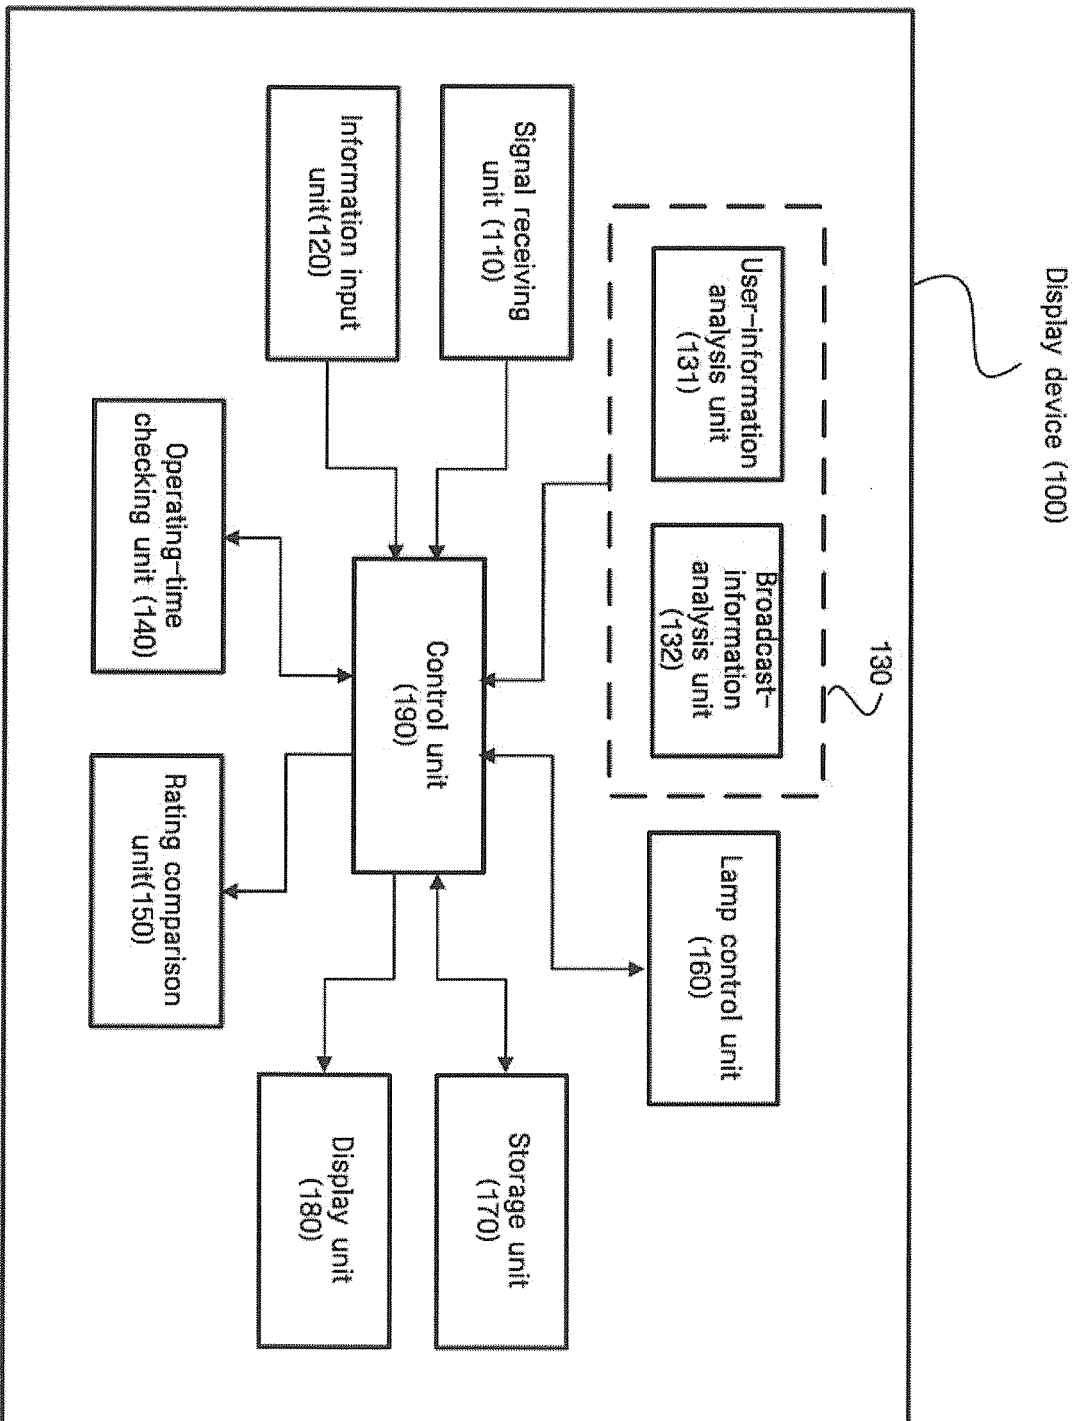 Display device (100)
130
User-information
analysis unit
(131)
Broadcast-
information
analysis unit
(132)
Lamp control unit
(160)
Signal receiving
unit (110)
Storage unit
(170)
Control unit
(190)
Information input
unit(120)
Display unit
(180)
Operating-time
checking unit (140)
Rating comparison
unit(150)